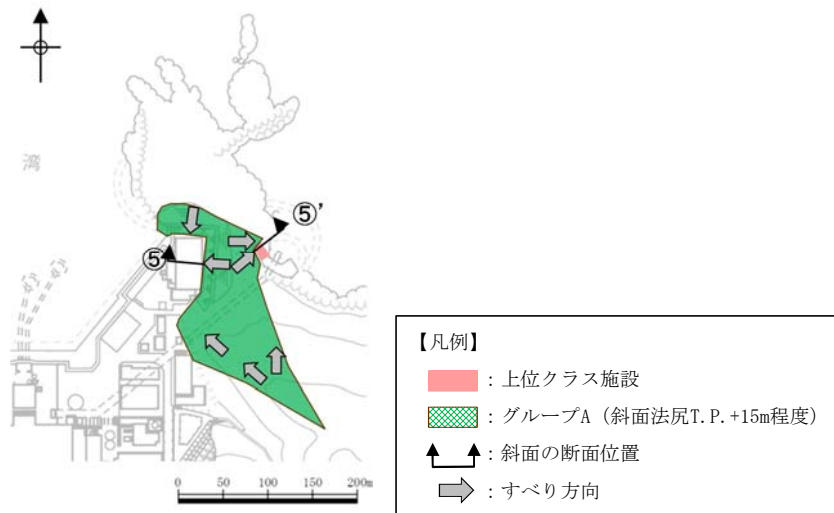 湾
⑤'
⑤
0 50 100 150 200m
【凡例】
：上位クラス施設
：グループA（斜面法尻T.P.+15m程度）
：斜面の断面位置
：すべり方向